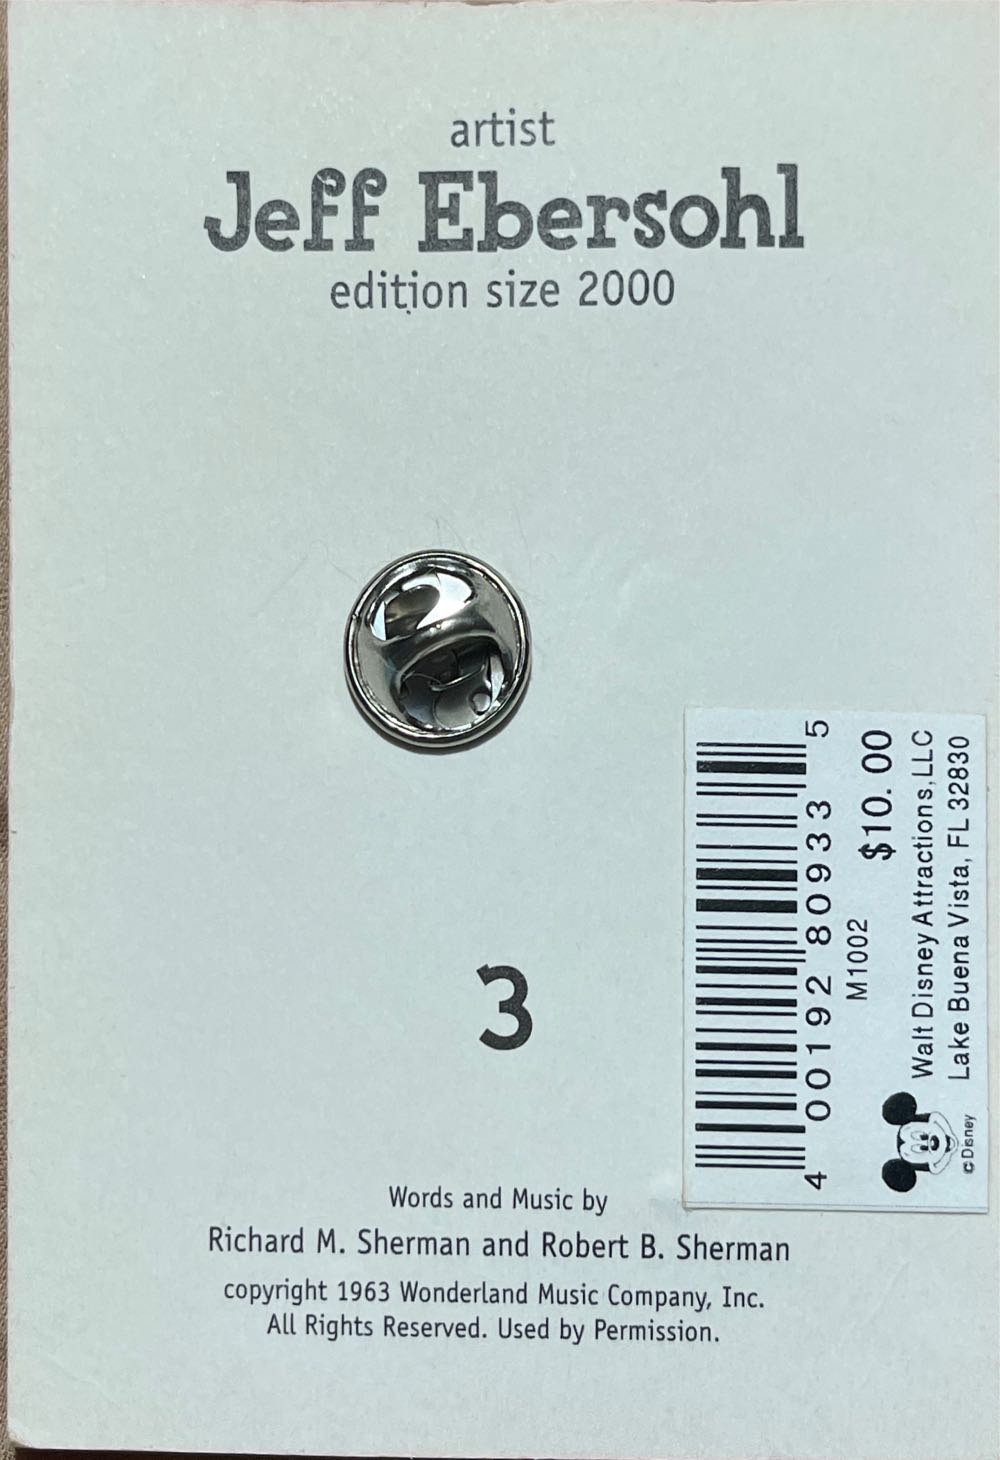 artist
Jeff Ebersohl
edition size 2000
3
Words and Music by
Richard M. Sherman and Robert B. Sherman
copyright 1963 Wonderland Music Company, Inc.
All Rights Reserved. Used by Permission.
4 00192 80933 5
M1002 $10.00
Walt Disney Attractions,LLC
Lake Buena Vista, FL 32830
©Disney